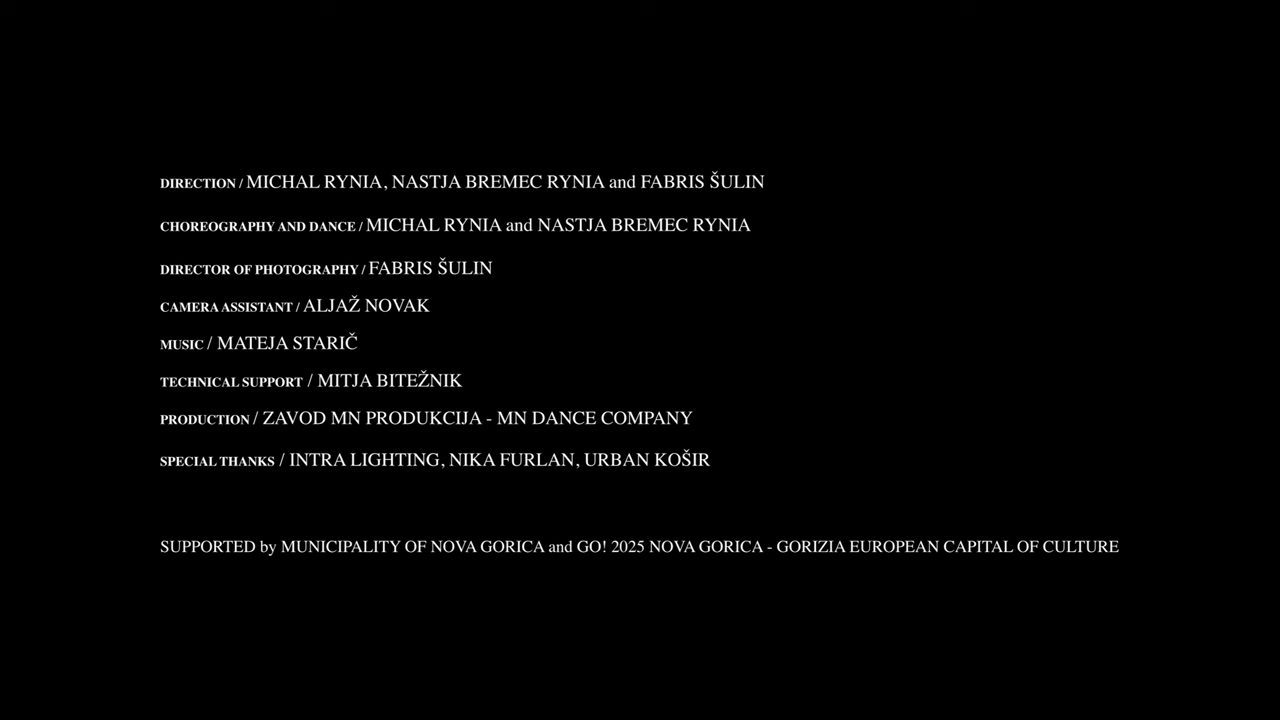 DIRECTION / MICHAL RYNIA, NASTJA BREMEC RYNIA and FABRIS ŠULIN
CHOREOGRAPHY AND DANCE / MICHAL RYNIA and NASTJA BREMEC RYNIA
DIRECTOR OF PHOTOGRAPHY / FABRIS ŠULIN
CAMERA ASSISTANT / ALJAŽ NOVAK
MUSIC / MATEJA STARIČ
TECHNICAL SUPPORT / MITJA BITEŽNIK
PRODUCTION / ZAVOD MN PRODUKCIJA - MN DANCE COMPANY
SPECIAL THANKS / INTRA LIGHTING, NIKA FURLAN, URBAN KOŠIR
SUPPORTED by MUNICIPALITY OF NOVA GORICA and GO! 2025 NOVA GORICA - GORIZIA EUROPEAN CAPITAL OF CULTURE